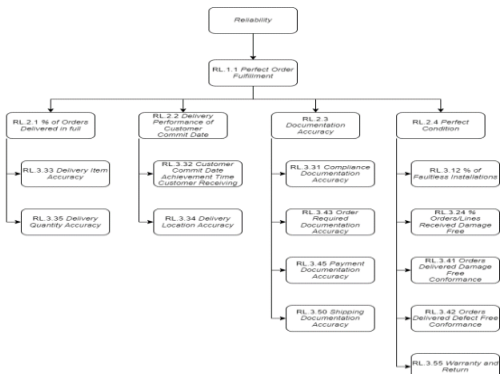 Reliability
RL.1.1 Perfect Order
Fulfillment
RL.2.1 % of Orders
Delivered in full
RL.2.2 Delivery
Performance of
Customer
Commit Date
RL.2.3
Documentation
Accuracy
RL.2.4 Perfect
Condition
RL.3.33 Delivery Item
Accuracy
RL.3.35 Delivery
Quantity Accuracy
RL.3.32 Customer
Commit Date
Achievement Time
Customer Receiving
RL.3.34 Delivery
Location Accuracy
RL.3.31 Compliance
Documentation
Accuracy
RL.3.43 Order
Required
Documentation
Accuracy
RL.3.45 Payment
Documentation
Accuracy
RL.3.50 Shipping
Documentation
Accuracy
RL.3.12 % of
Faultless Installations
RL.3.24 %
Orders/Lines
Received Damage
Free
RL.3.41 Orders
Delivered Damage
Free Conformance
RL.3.42 Orders
Delivered Defect Free
Conformance
RL.3.55 Warranty and
Return